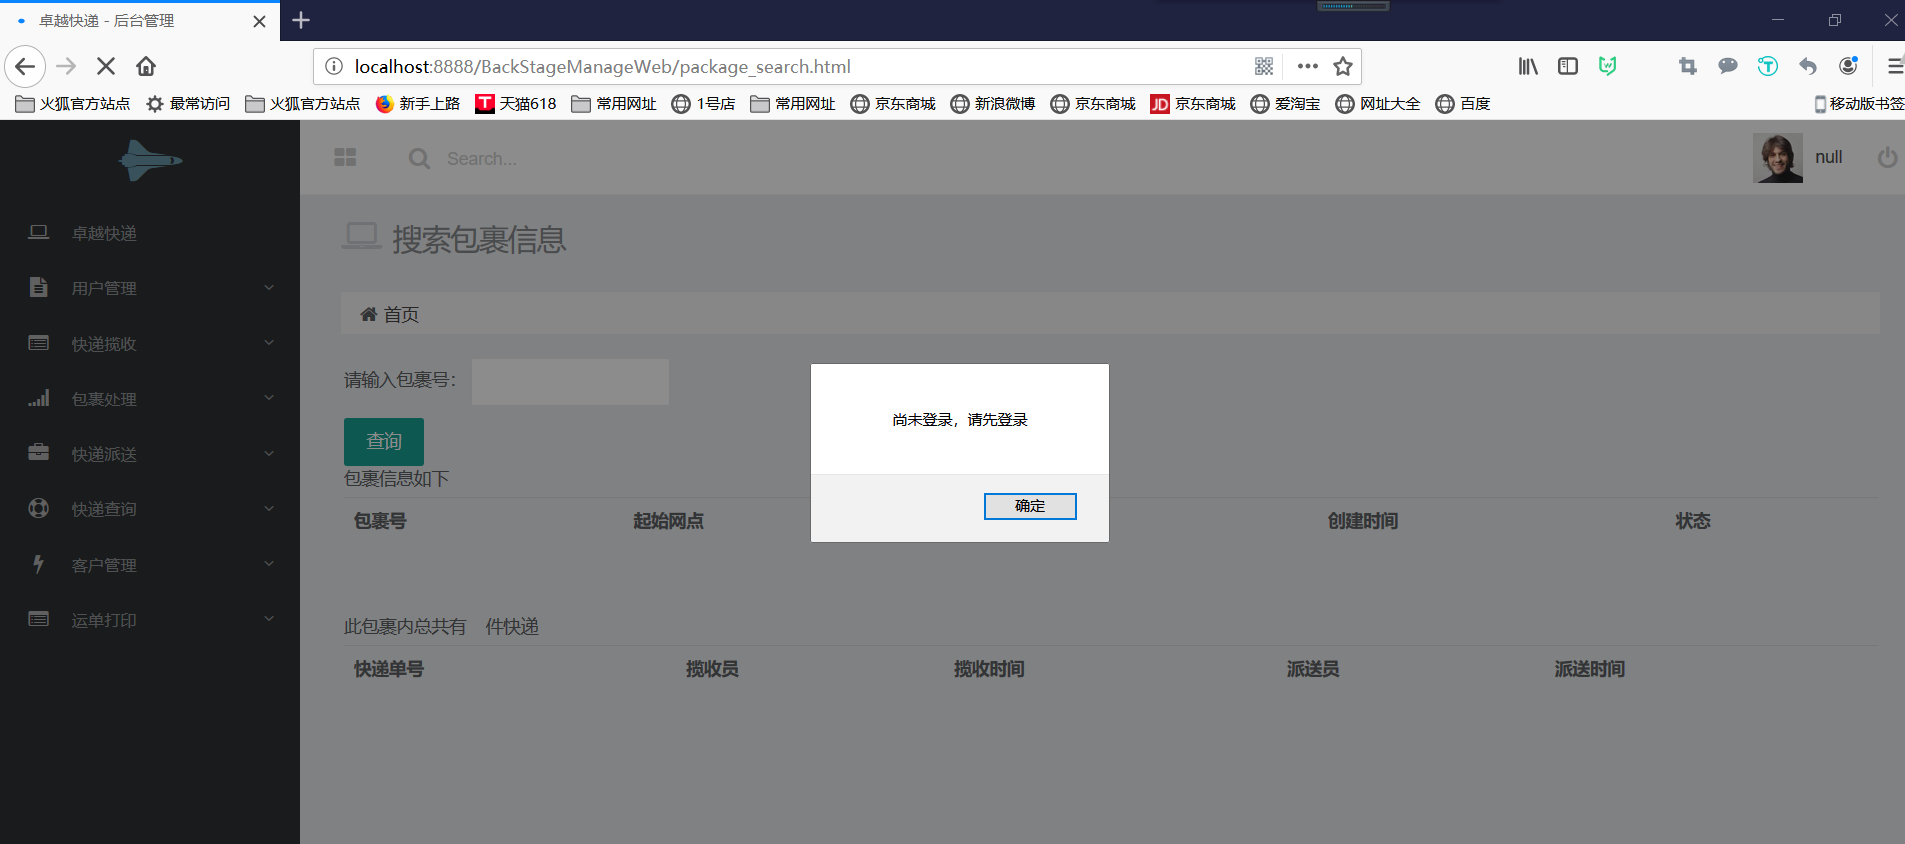 卓越快递 - 后台管理
localhost:8888/BackStageManageWeb/package_search.html
火狐官方站点 最常访问 火狐官方站点 新手上路 天猫618 常用网址 1号店 常用网址 京东商城 新浪微博 京东商城 京东商城 爱淘宝 网址大全 百度 移动版书签
Search...
null
卓越快递
用户管理
快递揽收
包裹处理
快递派送
快递查询
客户管理
运单打印
搜索包裹信息
首页
请输入包裹号：
查询
包裹信息如下
包裹号 起始网点 创建时间 状态
此包裹内总共有 件快递
快递单号 揽收员 揽收时间 派送员 派送时间
尚未登录，请先登录
确定